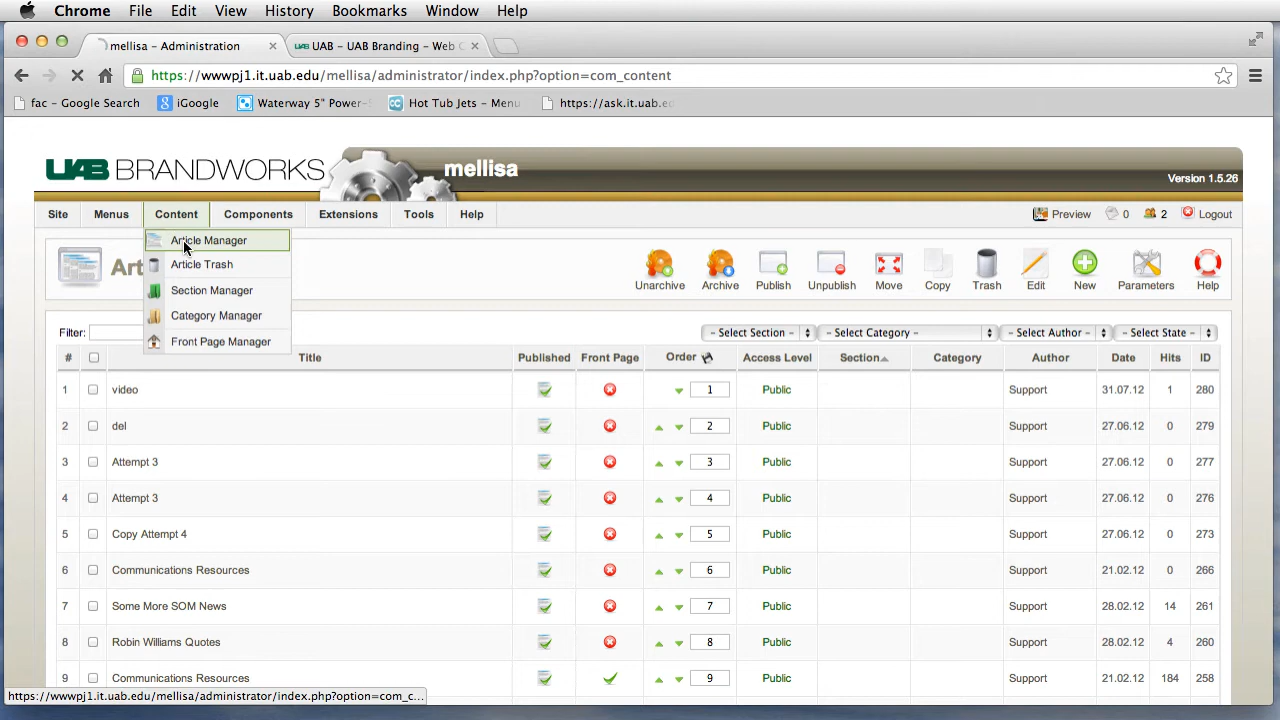 Chrome File Edit View History Bookmarks Window Help
mellisa – Administration
UAB – UAB Branding – Web
https://wwwpj1.it.uab.edu/mellisa/administrator/index.php?option=com_content
fac – Google Search iGoogle Waterway 5" Power- Hot Tub Jets – Menu https://ask.it.uab.e
UAB BRANDWORKS mellisa
Version 1.5.26
Site Menus Content Components Extensions Tools Help Preview 0 2 Logout
Article Manager
Article Trash
Section Manager
Category Manager
Front Page Manager
Art
Unarchive Archive Publish Unpublish Move Copy Trash Edit New Parameters Help
Filter: – Select Section – – Select Category – – Select Author – – Select State –
# Title Published Front Page Order Access Level Section Category Author Date Hits ID
1 video 1 Public Support 31.07.12 1 280
2 del 2 Public Support 27.06.12 0 279
3 Attempt 3 3 Public Support 27.06.12 0 277
4 Attempt 3 4 Public Support 27.06.12 0 276
5 Copy Attempt 4 5 Public Support 27.06.12 0 273
6 Communications Resources 6 Public Support 21.02.12 0 266
7 Some More SOM News 7 Public Support 28.02.12 14 261
8 Robin Williams Quotes 8 Public Support 28.02.12 4 260
9 Communications Resources 9 Public Support 21.02.12 184 258
https://wwwpj1.it.uab.edu/mellisa/administrator/index.php?option=com_c...